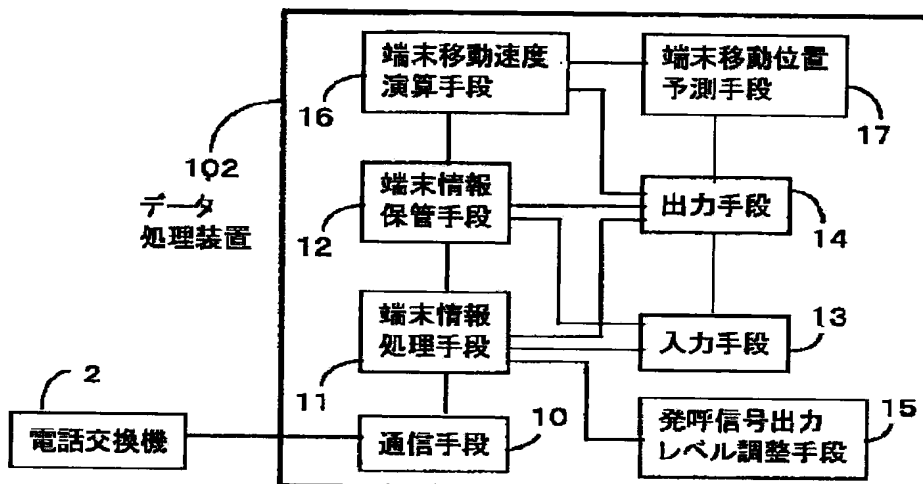 端末移動速度
演算手段
16
端末移動位置
予測手段
17
102
データ
処理装置
端末情報
保管手段
12
出力手段
14
端末情報
処理手段
11
入力手段
13
2
電話交換機
通信手段
10
発呼信号出力
レベル調整手段
15